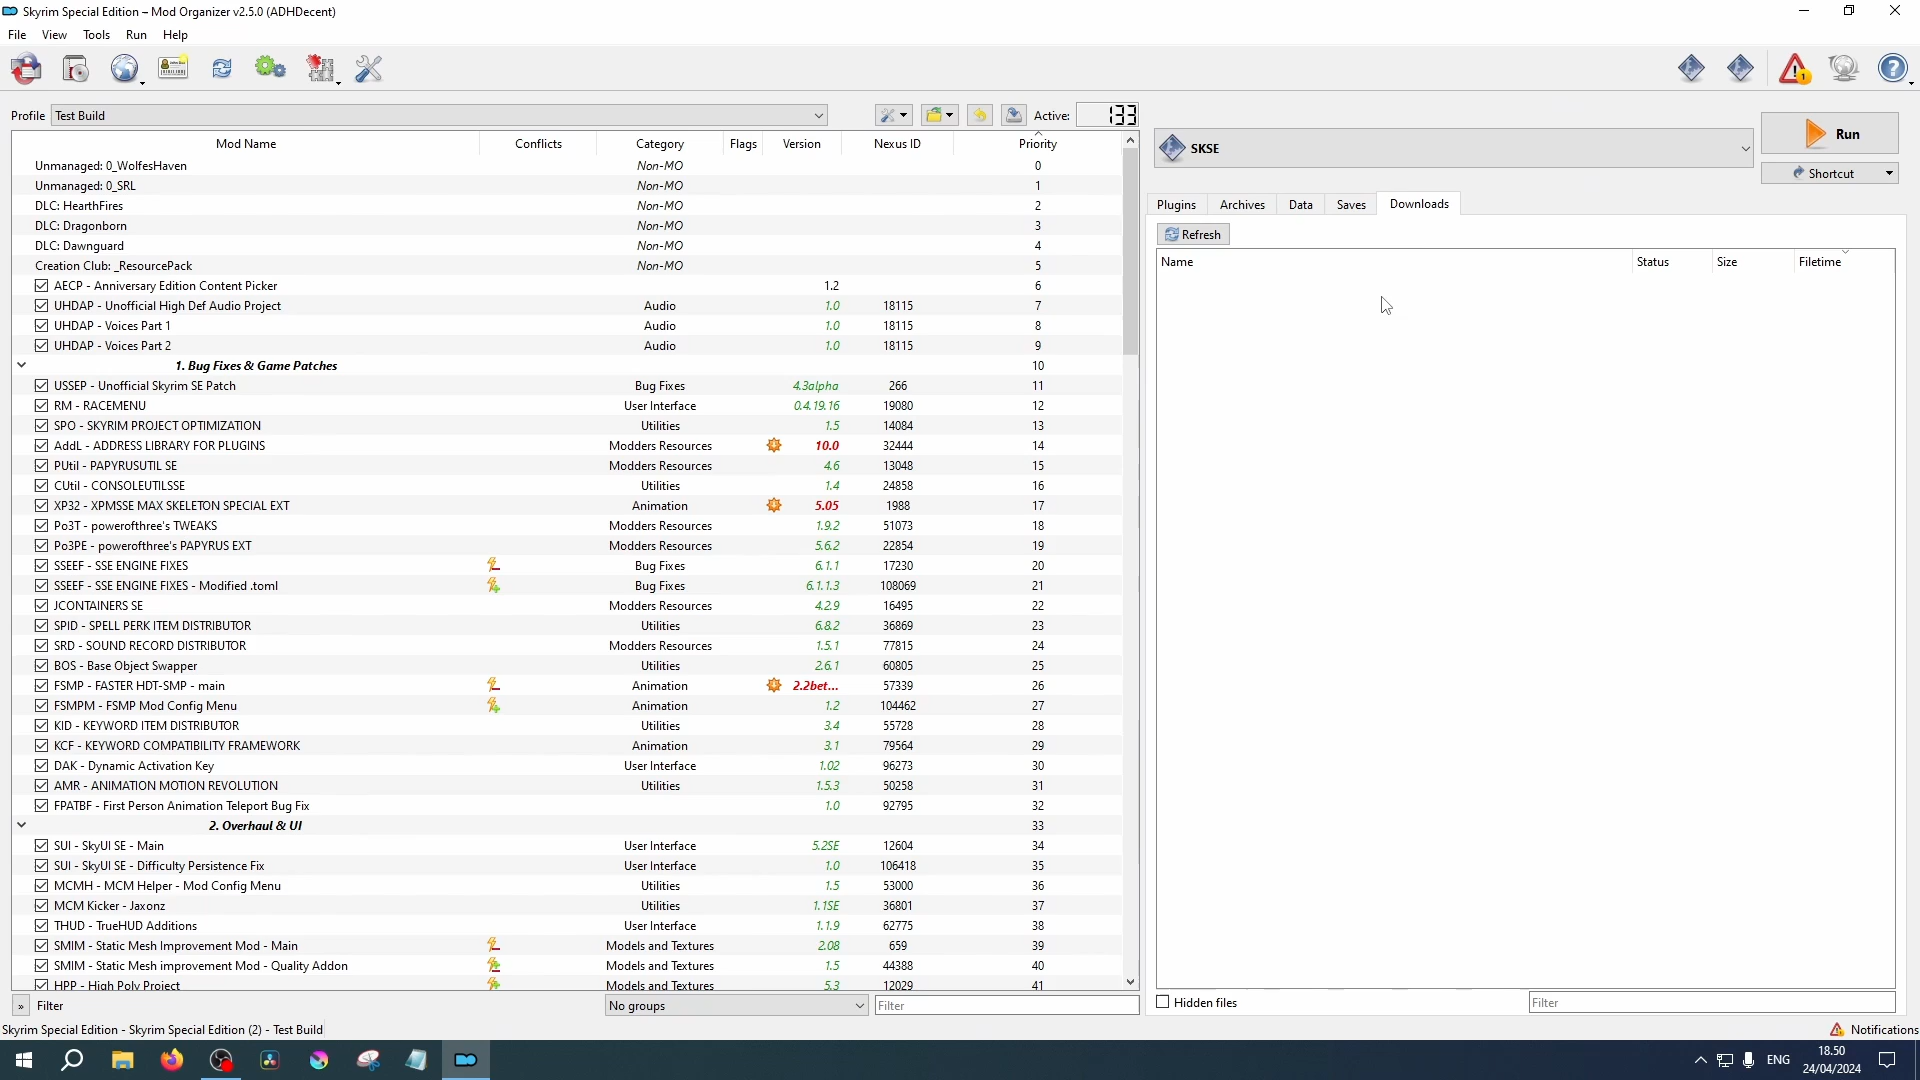 Skyrim Special Edition – Mod Organizer v2.5.0 (ADHDecent)
File View Tools Run Help
Profile Test Build Active: 133
Mod Name Conflicts Category Flags Version Nexus ID Priority
Unmanaged: 0_WolfesHaven Non-MO 0
Unmanaged: 0_SRL Non-MO 1
DLC: HearthFires Non-MO 2
DLC: Dragonborn Non-MO 3
DLC: Dawnguard Non-MO 4
Creation Club: _ResourcePack Non-MO 5
AECP - Anniversary Edition Content Picker 1.2 6
UHDAP - Unofficial High Def Audio Project Audio 1.0 18115 7
UHDAP - Voices Part 1 Audio 1.0 18115 8
UHDAP - Voices Part 2 Audio 1.0 18115 9
1. Bug Fixes & Game Patches 10
USSEP - Unofficial Skyrim SE Patch Bug Fixes 4.3alpha 266 11
RM - RACEMENU User Interface 0.4.19.16 19080 12
SPO - SKYRIM PROJECT OPTIMIZATION Utilities 1.5 14084 13
AddL - ADDRESS LIBRARY FOR PLUGINS Modders Resources 10.0 32444 14
PUtil - PAPYRUSUTIL SE Modders Resources 4.6 13048 15
CUtil - CONSOLEUTILSSE Utilities 1.4 24858 16
XP32 - XPMSSE MAX SKELETON SPECIAL EXT Animation 5.05 1988 17
Po3T - powerofthree's TWEAKS Modders Resources 1.9.2 51073 18
Po3PE - powerofthree's PAPYRUS EXT Modders Resources 5.6.2 22854 19
SSEEF - SSE ENGINE FIXES Bug Fixes 6.1.1 17230 20
SSEEF - SSE ENGINE FIXES - Modified .toml Bug Fixes 6.1.1.3 108069 21
JCONTAINERS SE Modders Resources 4.2.9 16495 22
SPID - SPELL PERK ITEM DISTRIBUTOR Utilities 6.8.2 36869 23
SRD - SOUND RECORD DISTRIBUTOR Modders Resources 1.5.1 77815 24
BOS - Base Object Swapper Utilities 2.6.1 60805 25
FSMP - FASTER HDT-SMP - main Animation 2.2bet... 57339 26
FSMPM - FSMP Mod Config Menu Animation 1.2 104462 27
KID - KEYWORD ITEM DISTRIBUTOR Utilities 3.4 55728 28
KCF - KEYWORD COMPATIBILITY FRAMEWORK Animation 3.1 79564 29
DAK - Dynamic Activation Key User Interface 1.02 96273 30
AMR - ANIMATION MOTION REVOLUTION Utilities 1.5.3 50258 31
FPATBF - First Person Animation Teleport Bug Fix 1.0 92795 32
2. Overhaul & UI 33
SUI - SkyUI SE - Main User Interface 5.2SE 12604 34
SUI - SkyUI SE - Difficulty Persistence Fix User Interface 1.0 106418 35
MCMH - MCM Helper - Mod Config Menu Utilities 1.5 53000 36
MCM Kicker - Jaxonz Utilities 1.1SE 36801 37
THUD - TrueHUD Additions User Interface 1.1.9 62775 38
SMIM - Static Mesh Improvement Mod - Main Models and Textures 2.08 659 39
SMIM - Static Mesh improvement Mod - Quality Addon Models and Textures 1.5 44388 40
HPP - High Poly Project Models and Textures 5.3 12029 41
» Filter No groups Filter
SKSE
Run
Shortcut
Plugins Archives Data Saves Downloads
Refresh
Name Status Size Filetime
Hidden files Filter
Skyrim Special Edition - Skyrim Special Edition (2) - Test Build Notifications
ENG 18.50
24/04/2024